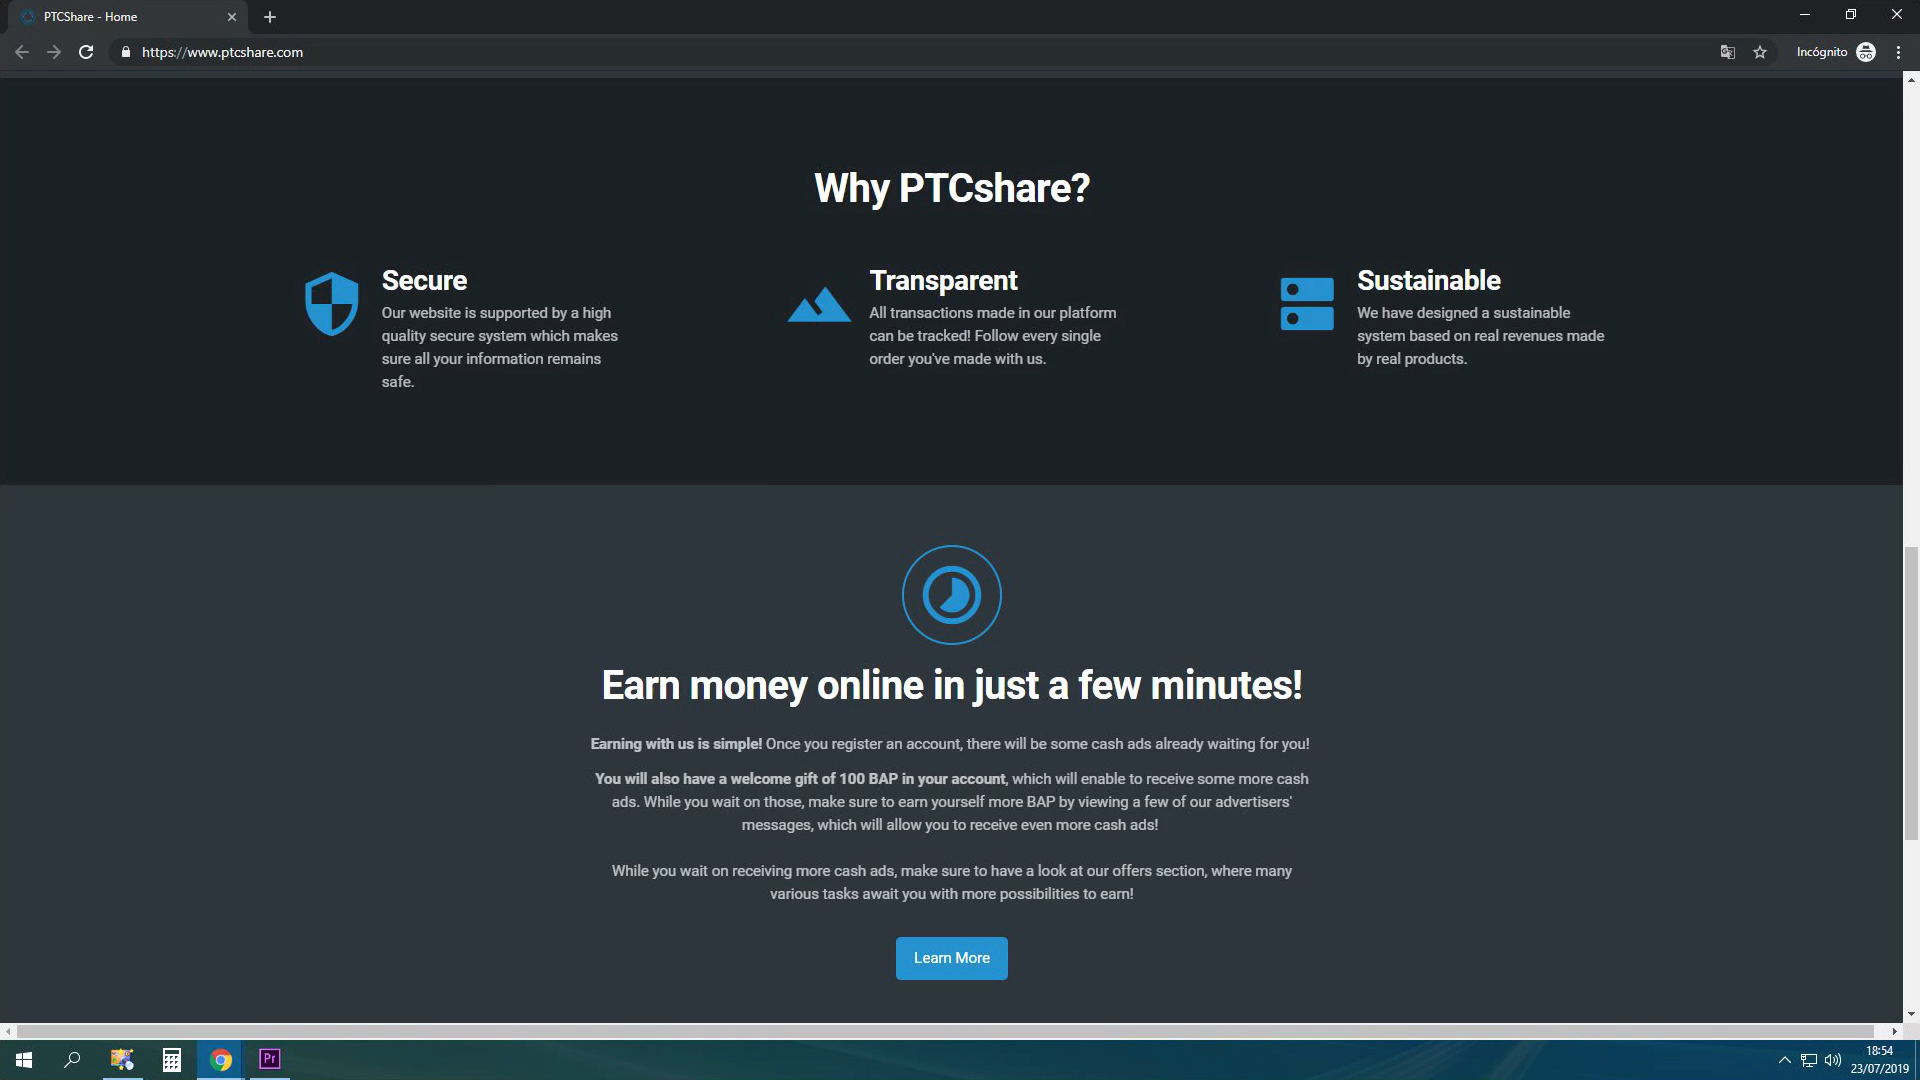 PTCShare - Home
https://www.ptcshare.com
Incógnito
Why PTCshare?
Secure
Our website is supported by a high
quality secure system which makes
sure all your information remains
safe.
Transparent
All transactions made in our platform
can be tracked! Follow every single
order you've made with us.
Sustainable
We have designed a sustainable
system based on real revenues made
by real products.
Earn money online in just a few minutes!
Earning with us is simple! Once you register an account, there will be some cash ads already waiting for you!
You will also have a welcome gift of 100 BAP in your account, which will enable to receive some more cash
ads. While you wait on those, make sure to earn yourself more BAP by viewing a few of our advertisers'
messages, which will allow you to receive even more cash ads!
While you wait on receiving more cash ads, make sure to have a look at our offers section, where many
various tasks await you with more possibilities to earn!
Learn More
Pr
18:54
23/07/2019